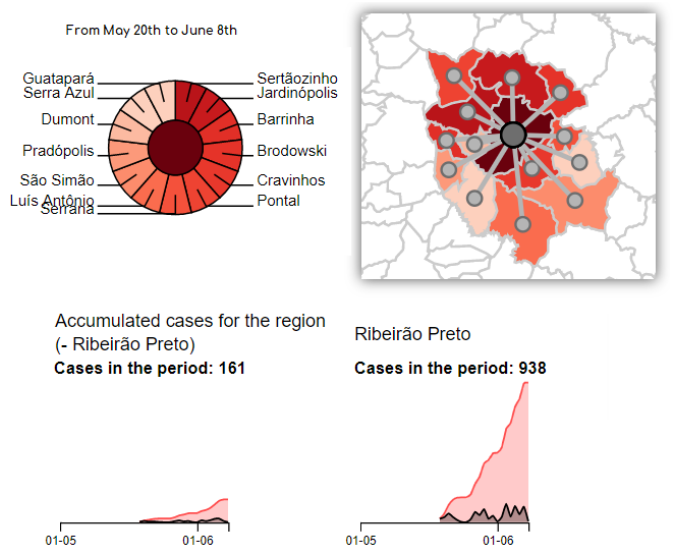 From May 20th to June 8th
Guatapará
Serra Azul
Dumont
Pradópolis
São Simão
Luís Antônio
Serrana
Sertãozinho
Jardinópolis
Barrinha
Brodowski
Cravinhos
Pontal
Accumulated cases for the region
(- Ribeirão Preto)
Cases in the period: 161
01-05
01-06
Ribeirão Preto
Cases in the period: 938
01-05
01-06